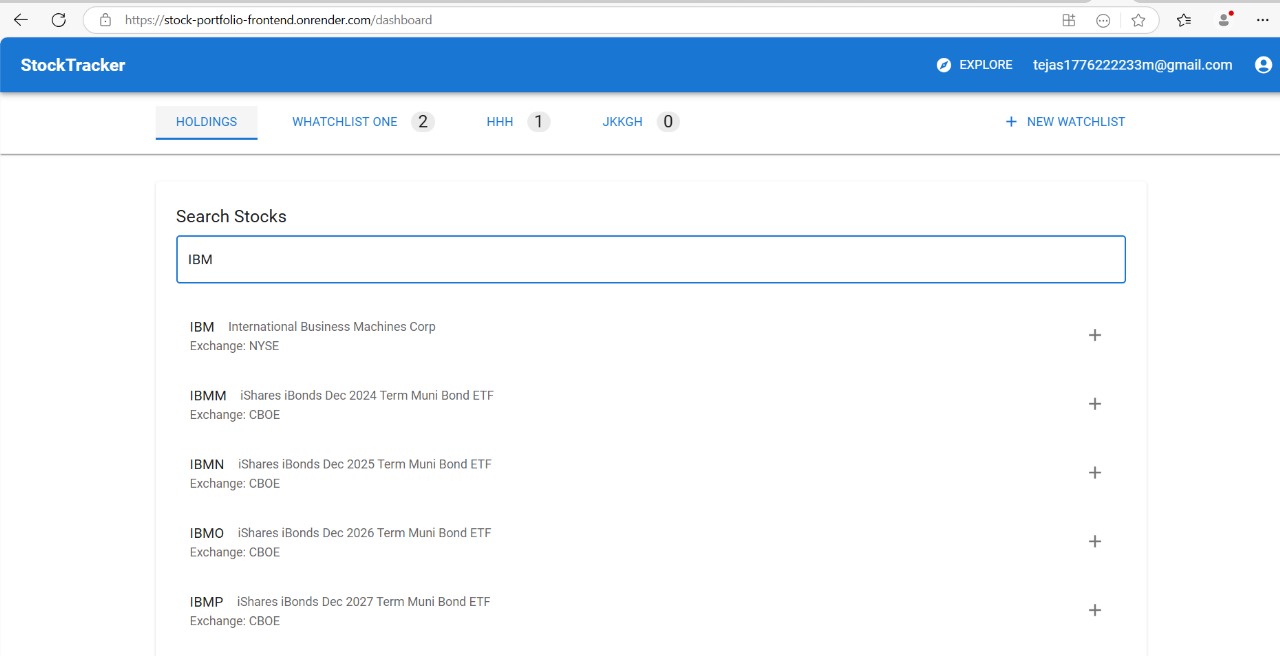 https://stock-portfolio-frontend.onrender.com/dashboard
StockTracker EXPLORE tejas1776222233m@gmail.com
HOLDINGS WHATCHLIST ONE 2 HHH 1 JKKGH 0 + NEW WATCHLIST
Search Stocks
IBM
IBM International Business Machines Corp
Exchange: NYSE
IBMM iShares iBonds Dec 2024 Term Muni Bond ETF
Exchange: CBOE
IBMN iShares iBonds Dec 2025 Term Muni Bond ETF
Exchange: CBOE
IBMO iShares iBonds Dec 2026 Term Muni Bond ETF
Exchange: CBOE
IBMP iShares iBonds Dec 2027 Term Muni Bond ETF
Exchange: CBOE